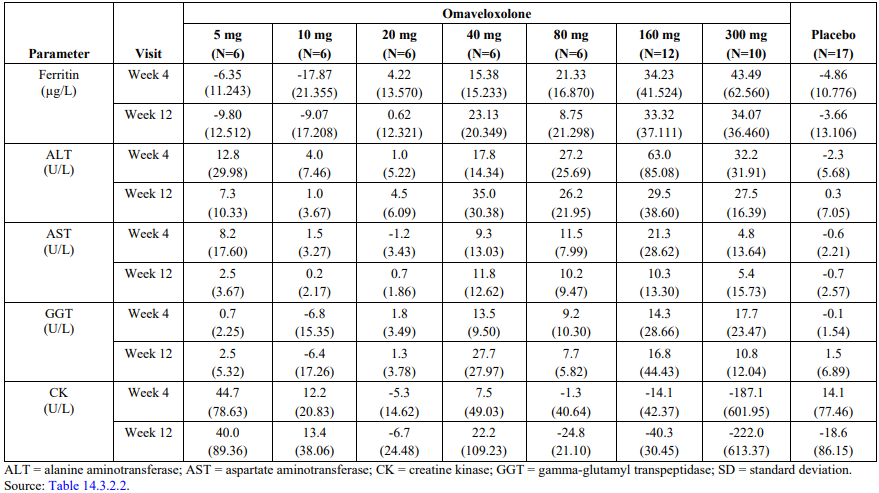 Omaveloxolone
Parameter Visit 5 mg (N=6) 10 mg (N=6) 20 mg (N=6) 40 mg (N=6) 80 mg (N=6) 160 mg (N=12) 300 mg (N=10) Placebo (N=17)
Ferritin (µg/L) Week 4 -6.35 -17.87 4.22 15.38 21.33 34.23 43.49 -4.86
(11.243) (21.355) (13.570) (15.233) (16.870) (41.524) (62.560) (10.776)
Week 12 -9.80 -9.07 0.62 23.13 8.75 33.32 34.07 -3.66
(12.512) (17.208) (12.321) (20.349) (21.298) (37.111) (36.460) (13.106)
ALT (U/L) Week 4 12.8 4.0 1.0 17.8 27.2 63.0 32.2 -2.3
(29.98) (7.46) (5.22) (14.34) (25.69) (85.08) (31.91) (5.68)
Week 12 7.3 1.0 4.5 35.0 26.2 29.5 27.5 0.3
(10.33) (3.67) (6.09) (30.38) (21.95) (38.60) (16.39) (7.05)
AST (U/L) Week 4 8.2 1.5 -1.2 9.3 11.5 21.3 4.8 -0.6
(17.60) (3.27) (3.43) (13.03) (7.99) (28.62) (13.64) (2.21)
Week 12 2.5 0.2 0.7 11.8 10.2 10.3 5.4 -0.7
(3.67) (2.17) (1.86) (12.62) (9.47) (13.30) (15.73) (2.57)
GGT (U/L) Week 4 0.7 -6.8 1.8 13.5 9.2 14.3 17.7 -0.1
(2.25) (15.35) (3.49) (9.50) (10.30) (28.66) (23.47) (1.54)
Week 12 2.5 -6.4 1.3 27.7 7.7 16.8 10.8 1.5
(5.32) (17.26) (3.78) (27.97) (5.82) (44.43) (12.04) (6.89)
CK (U/L) Week 4 44.7 12.2 -5.3 7.5 -1.3 -14.1 -187.1 14.1
(78.63) (20.83) (14.62) (49.03) (40.64) (42.37) (601.95) (77.46)
Week 12 40.0 13.4 -6.7 22.2 -24.8 -40.3 -222.0 -18.6
(89.36) (38.06) (24.48) (109.23) (21.10) (30.45) (613.37) (86.15)
ALT = alanine aminotransferase; AST = aspartate aminotransferase; CK = creatine kinase; GGT = gamma-glutamyl transpeptidase; SD = standard deviation.
Source: Table 14.3.2.2.